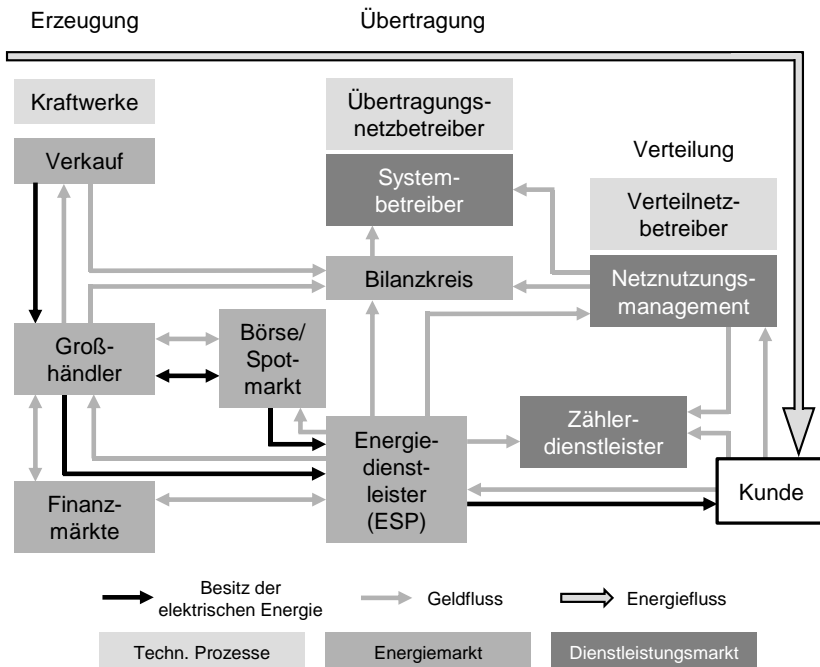 Erzeugung
Übertragung
Kraftwerke
Verkauf
Übertragungs-
netzbetreiber
System-
betreiber
Verteilung
Verteilnetz-
betreiber
Bilanzkreis
Netznutzungs-
management
Groß-
händler
Börse/
Spot-
markt
Zähler-
dienstleister
Energie-
dienst-
leister
(ESP)
Finanz-
märkte
Kunde
Besitz der
elektrischen Energie
Geldfluss
Energiefluss
Techn. Prozesse
Energiemarkt
Dienstleistungsmarkt